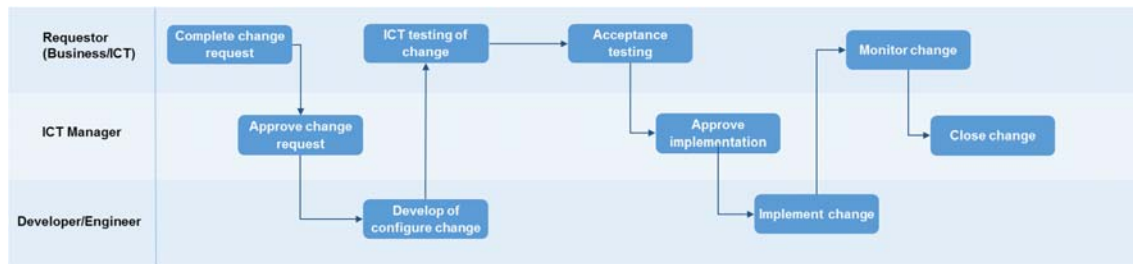 Requestor
(Business/ICT)
Complete change
request
ICT testing of
change
Acceptance
testing
Monitor change
ICT Manager
Approve change
request
Approve
implementation
Close change
Developer/Engineer
Develop of
configure change
Implement change